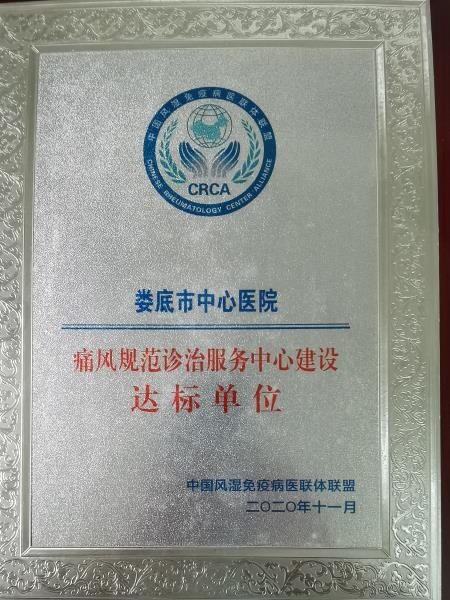 中国风湿免疫病医联体联盟
CRCA
CHINESE RHEUMATOLOGY CENTER ALLIANCE
娄底市中心医院
痛风规范诊治服务中心建设
达标单位
中国风湿免疫病医联体联盟
二〇二〇年十一月